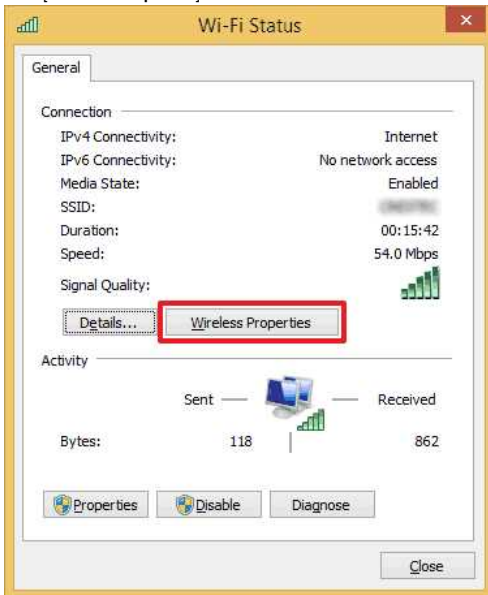 Wi-Fi Status
General
Connection
IPv4 Connectivity: Internet
IPv6 Connectivity: No network access
Media State: Enabled
SSID:
Duration: 00:15:42
Speed: 54.0 Mbps
Signal Quality:
Details... Wireless Properties
Activity
Sent Received
Bytes: 118 862
Properties Disable Diagnose
Close